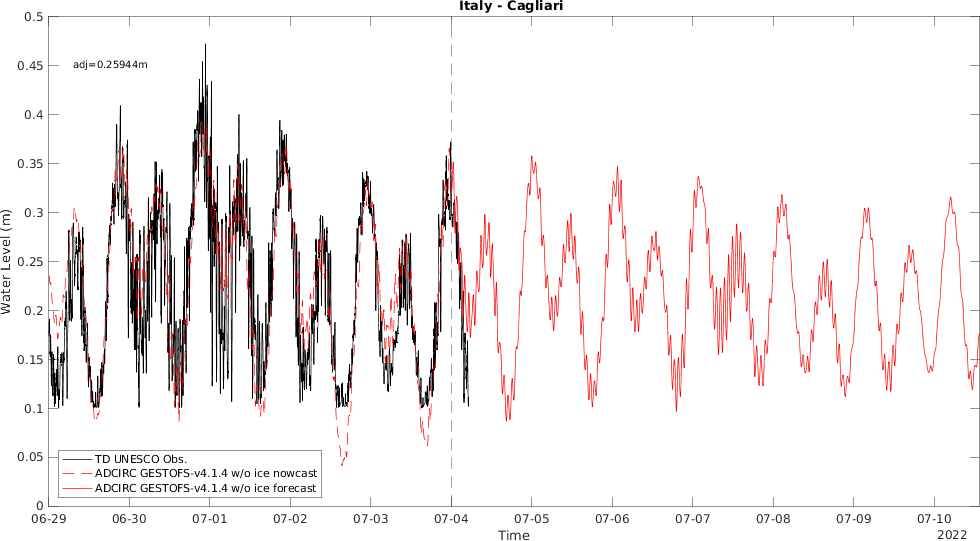 Italy - Cagliari
0.5
0.45
0.4
0.35
0.3
0.25
0.2
0.15
0.1
0.05
0
Water Level (m)
adj=0.25944m
TD UNESCO Obs.
ADCIRC GESTOFS-v4.1.4 w/o ice nowcast
ADCIRC GESTOFS-v4.1.4 w/o ice forecast
06-29 06-30 07-01 07-02 07-03 07-04 07-05 07-06 07-07 07-08 07-09 07-10
Time
2022